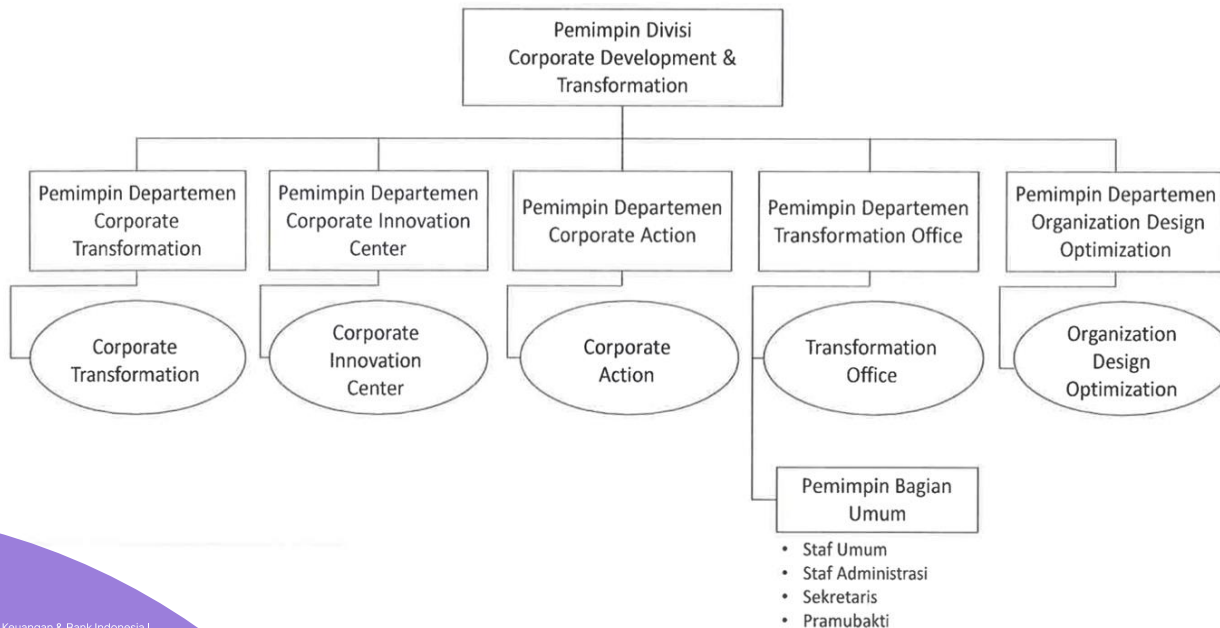 Pemimpin Divisi
Corporate Development &
Transformation
Pemimpin Departemen
Corporate
Transformation
Pemimpin Departemen
Corporate Innovation
Center
Pemimpin Departemen
Corporate Action
Pemimpin Departemen
Transformation Office
Pemimpin Departemen
Organization Design
Optimization
Corporate
Transformation
Corporate
Innovation
Center
Corporate
Action
Transformation
Office
Organization
Design
Optimization
Pemimpin Bagian
Umum
• Staf Umum
• Staf Administrasi
• Sekretaris
• Pramubakti
Keuangan & Bank Indonesia |